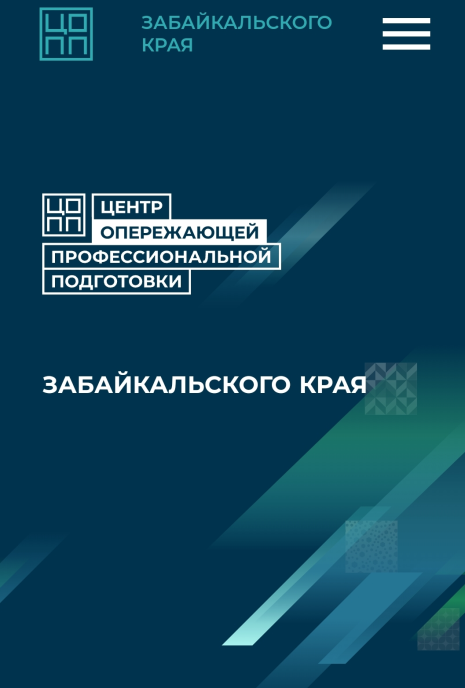 ЦО
ПП
ЗАБАЙКАЛЬСКОГО
КРАЯ
ЦО
ПП
ЦЕНТР
ОПЕРЕЖАЮЩЕЙ
ПРОФЕССИОНАЛЬНОЙ
ПОДГОТОВКИ
ЗАБАЙКАЛЬСКОГО КРАЯ